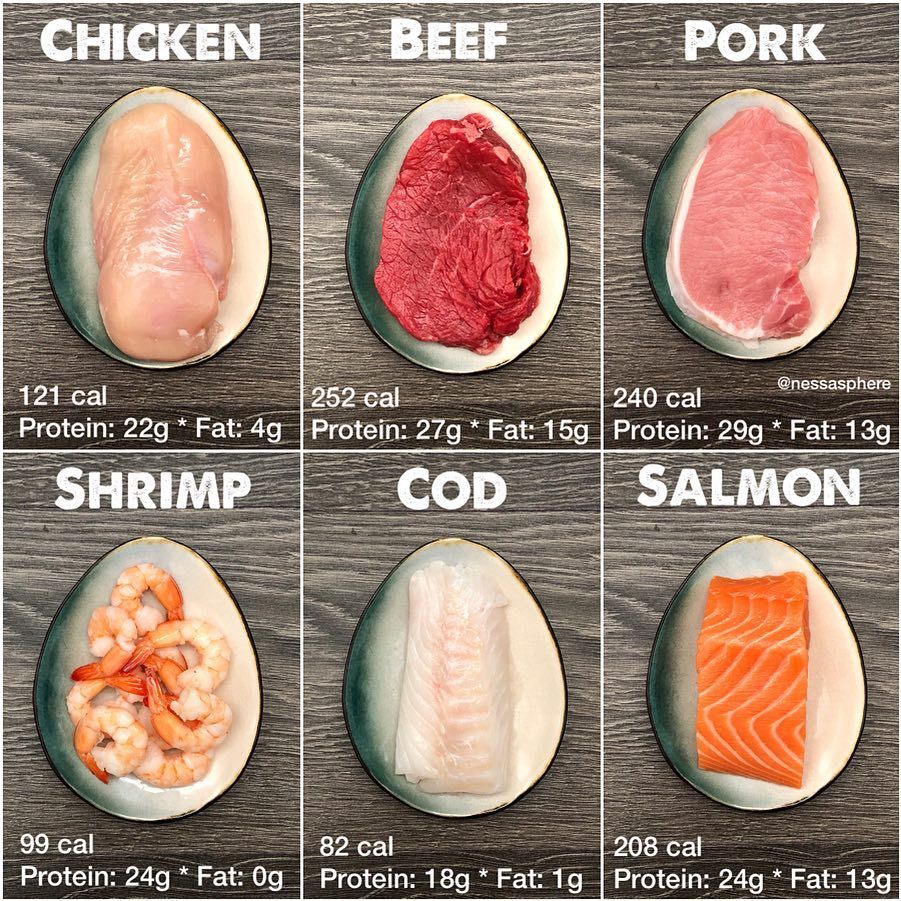 CHICKEN
121 cal
Protein: 22g * Fat: 4g
BEEF
252 cal
Protein: 27g * Fat: 15g
PORK
@nessasphere
240 cal
Protein: 29g * Fat: 13g
SHRIMP
99 cal
Protein: 24g * Fat: 0g
COD
82 cal
Protein: 18g * Fat: 1g
SALMON
208 cal
Protein: 24g * Fat: 13g